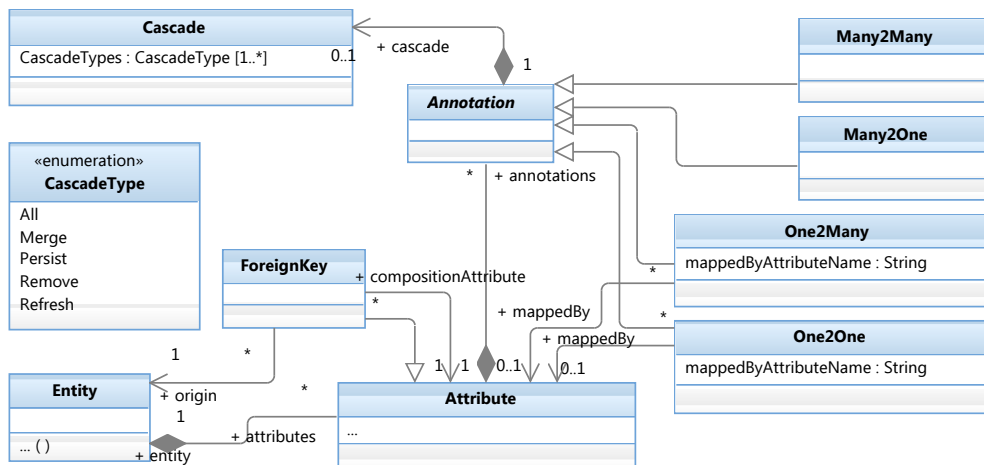 Cascade
CascadeTypes : CascadeType [1..*]
0..1
+ cascade
1
Annotation
Many2Many
Many2One
«enumeration»
CascadeType
All
Merge
Persist
Remove
Refresh
*
+ annotations
One2Many
mappedByAttributeName : String
*
ForeignKey
+ compositionAttribute
*
+ mappedBy
*
One2One
mappedByAttributeName : String
+ mappedBy
1
*
1
1
0..1
0..1
+ origin
Entity
... ( )
1
*
+ attributes
+ entity
Attribute
...